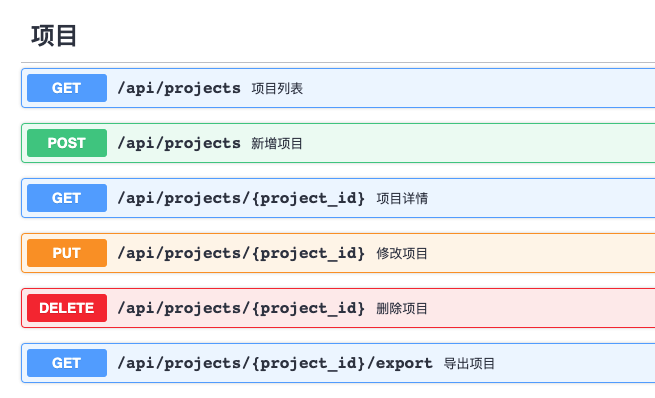 项目
GET /api/projects 项目列表
POST /api/projects 新增项目
GET /api/projects/{project_id} 项目详情
PUT /api/projects/{project_id} 修改项目
DELETE /api/projects/{project_id} 删除项目
GET /api/projects/{project_id}/export 导出项目